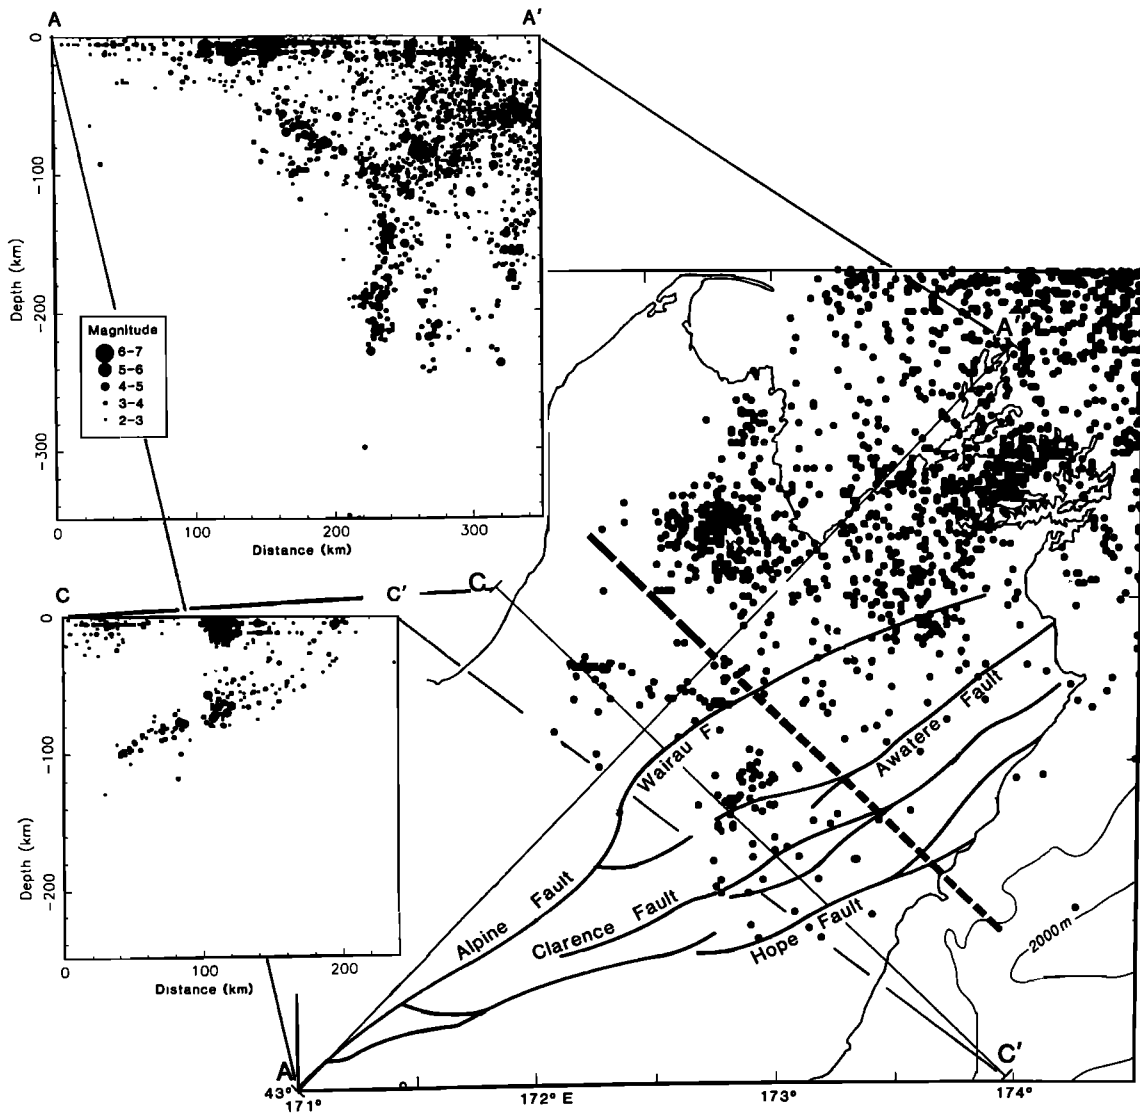 A
A'
0
-100
-200
-300
Depth (km)
Magnitude
6-7
5-6
4-5
3-4
2-3
0
100
200
300
Distance (km)
A'
C
C'
C
0
-100
-200
Depth (km)
0
100
200
Distance (km)
Wairau F
Awatere Fault
Alpine Fault
Clarence Fault
Hope Fault
2000m
A
C'
43°
171°
172°E
173°
174°